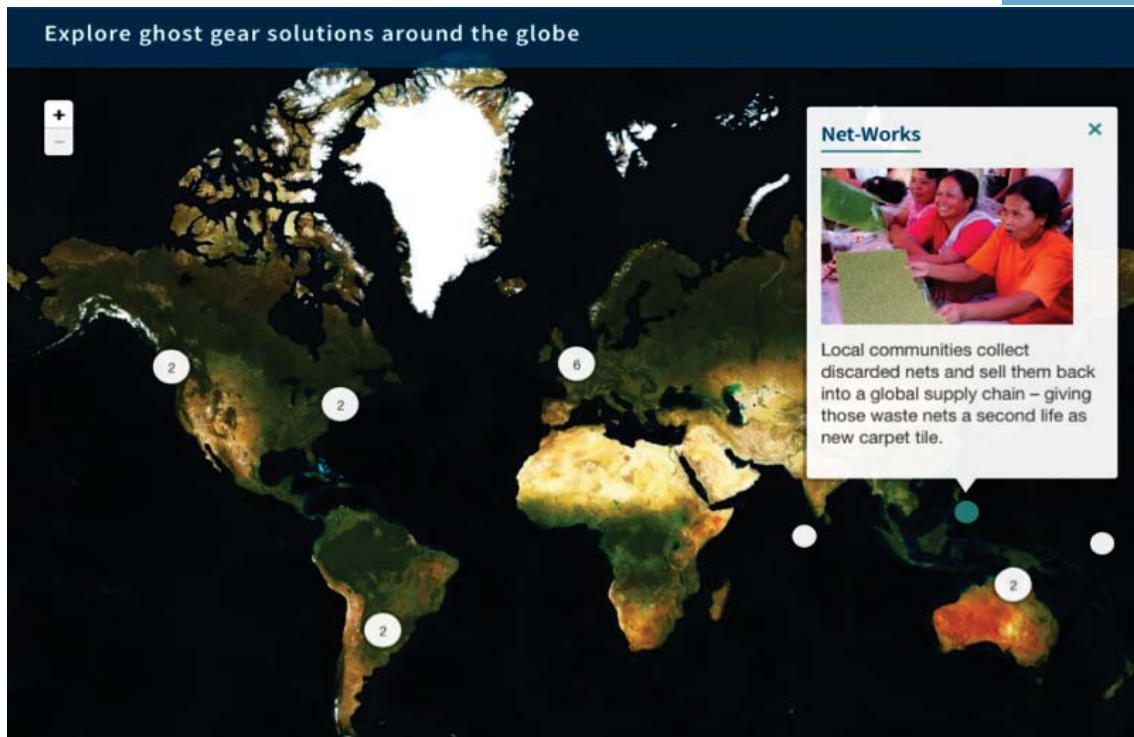 Explore ghost gear solutions around the globe
+
−
Net-Works
×
Local communities collect
discarded nets and sell them back
into a global supply chain – giving
those waste nets a second life as
new carpet tile.
2
6
2
2
2